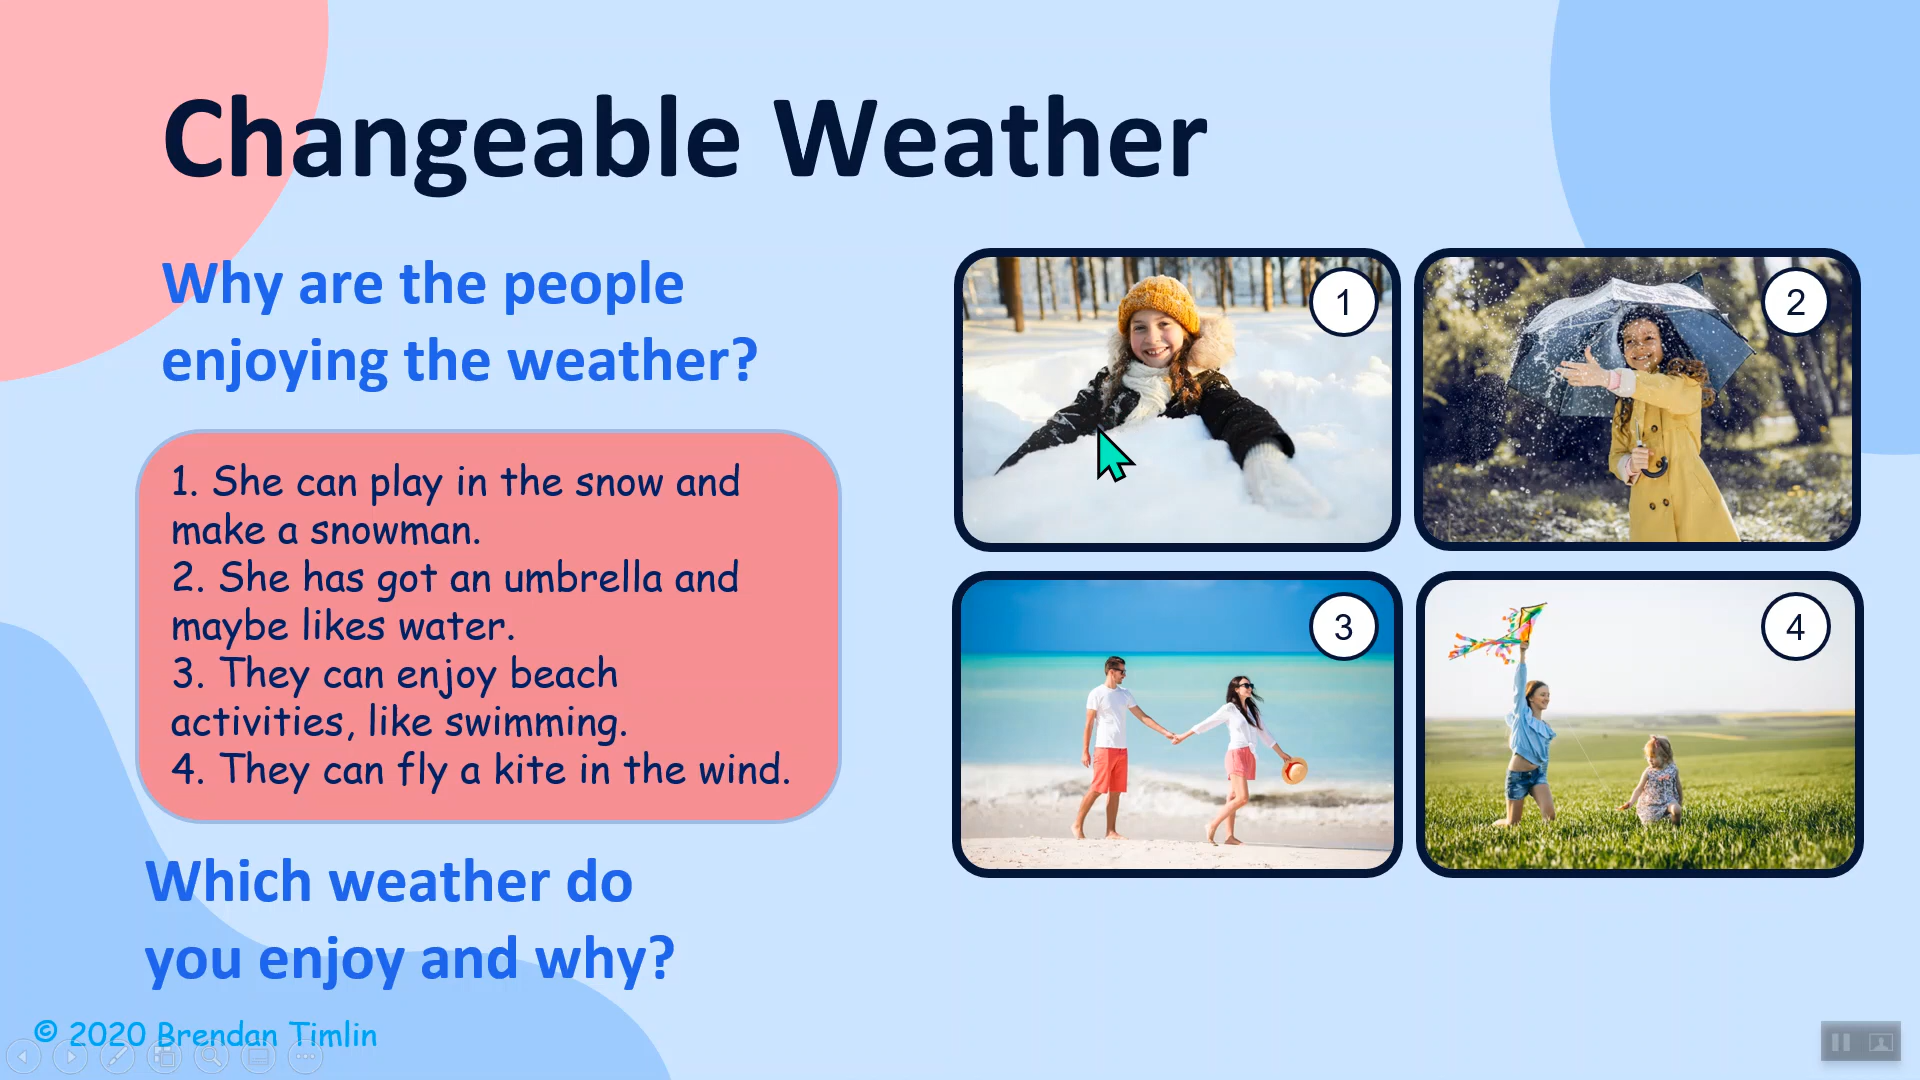 Changeable Weather
Why are the people
enjoying the weather?
1. She can play in the snow and
make a snowman.
2. She has got an umbrella and
maybe likes water.
3. They can enjoy beach
activities, like swimming.
4. They can fly a kite in the wind.
1
2
3
4
Which weather do
you enjoy and why?
© 2020 Brendan Timlin